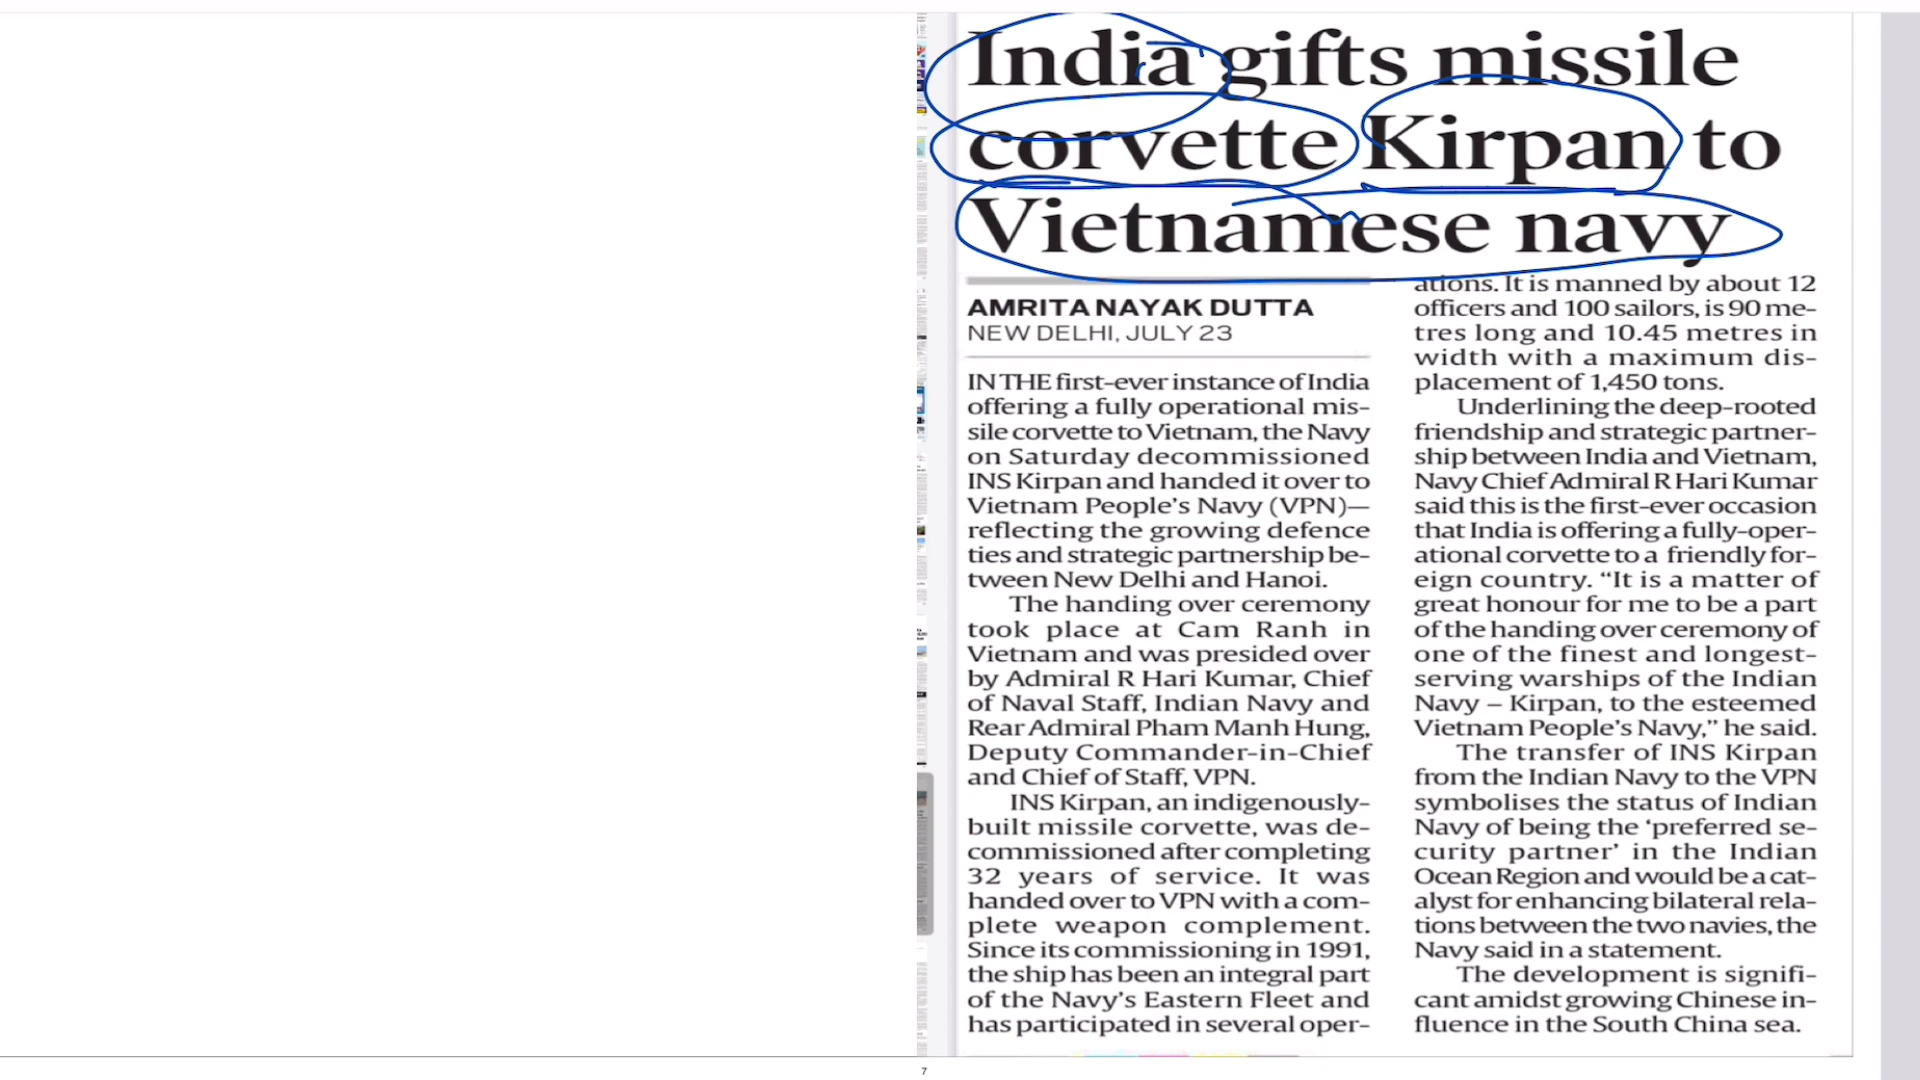 India gifts missile
corvette Kirpan to
Vietnamese navy
AMRITA NAYAK DUTTA
NEW DELHI, JULY 23
IN THE first-ever instance of India
offering a fully operational mis-
sile corvette to Vietnam, the Navy
on Saturday decommissioned
INS Kirpan and handed it over to
Vietnam People's Navy (VPN)—
reflecting the growing defence
ties and strategic partnership be-
tween New Delhi and Hanoi.
The handing over ceremony
took place at Cam Ranh in
Vietnam and was presided over
by Admiral R Hari Kumar, Chief
of Naval Staff, Indian Navy and
Rear Admiral Pham Manh Hung,
Deputy Commander-in-Chief
and Chief of Staff, VPN.
INS Kirpan, an indigenously-
built missile corvette, was de-
commissioned after completing
32 years of service. It was
handed over to VPN with a com-
plete weapon complement.
Since its commissioning in 1991,
the ship has been an integral part
of the Navy's Eastern Fleet and
has participated in several oper-
ations. It is manned by about 12
officers and 100 sailors, is 90 me-
tres long and 10.45 metres in
width with a maximum dis-
placement of 1,450 tons.
Underlining the deep-rooted
friendship and strategic partner-
ship between India and Vietnam,
Navy Chief Admiral R Hari Kumar
said this is the first-ever occasion
that India is offering a fully-oper-
ational corvette to a friendly for-
eign country. “It is a matter of
great honour for me to be a part
of the handing over ceremony of
one of the finest and longest-
serving warships of the Indian
Navy – Kirpan, to the esteemed
Vietnam People's Navy,” he said.
The transfer of INS Kirpan
from the Indian Navy to the VPN
symbolises the status of Indian
Navy of being the ‘preferred se-
curity partner’ in the Indian
Ocean Region and would be a cat-
alyst for enhancing bilateral rela-
tions between the two navies, the
Navy said in a statement.
The development is signifi-
cant amidst growing Chinese in-
fluence in the South China sea.
7